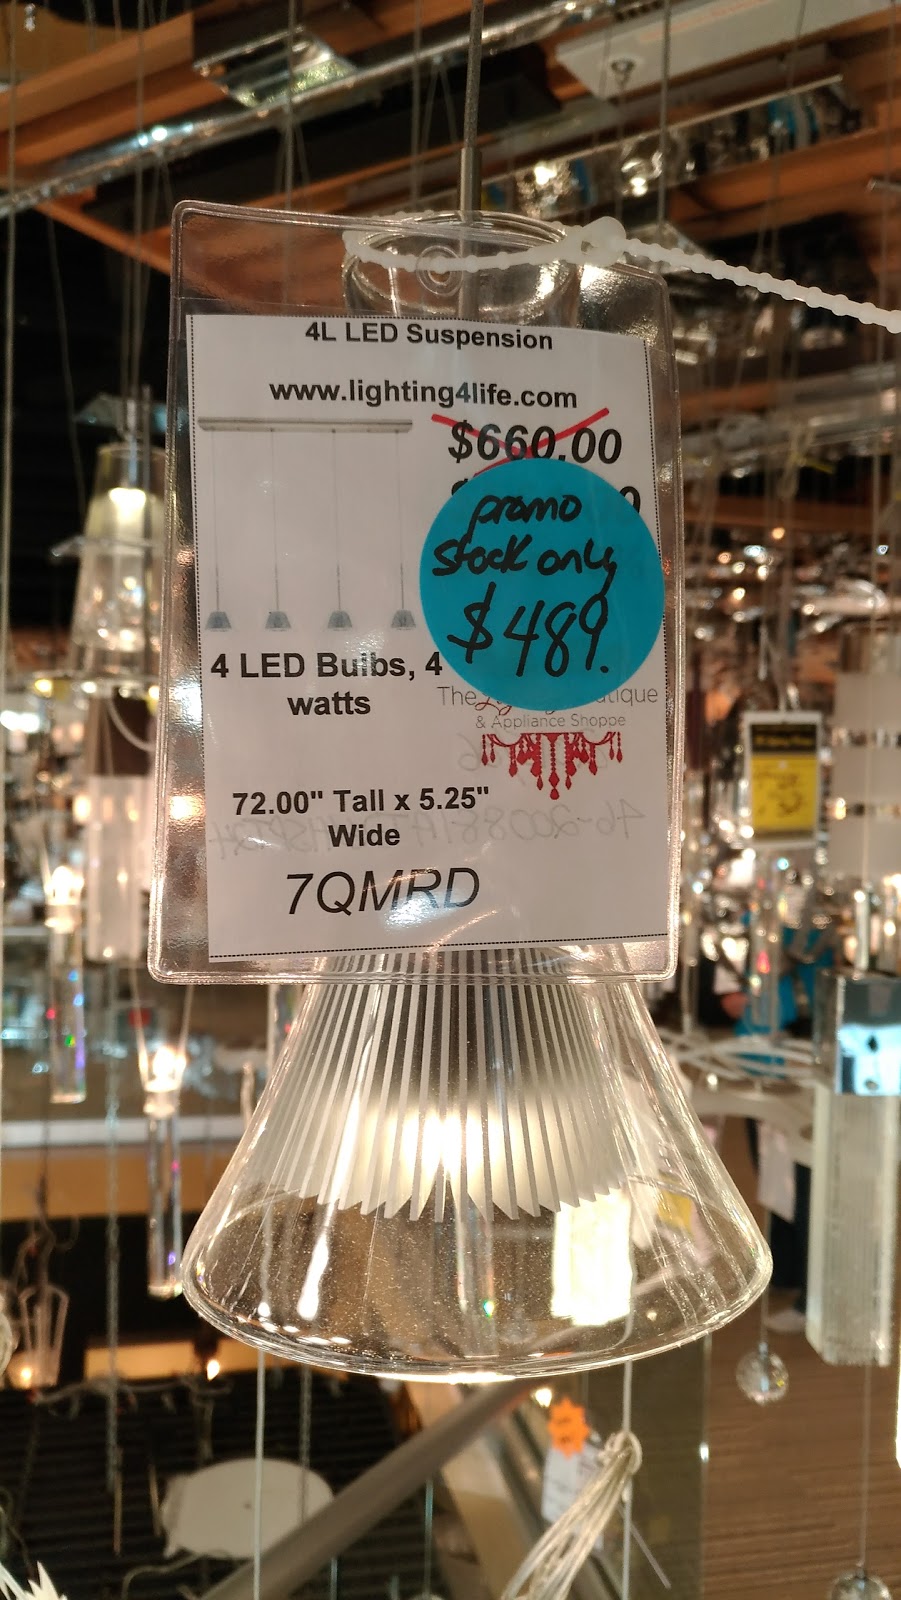 4L LED Suspension
www.lighting4life.com
$660.00
promo
stock only
$489.
4 LED Bulbs, 4
watts
The
& Appliance Shoppe
72.00" Tall x 5.25"
Wide
7QMRD